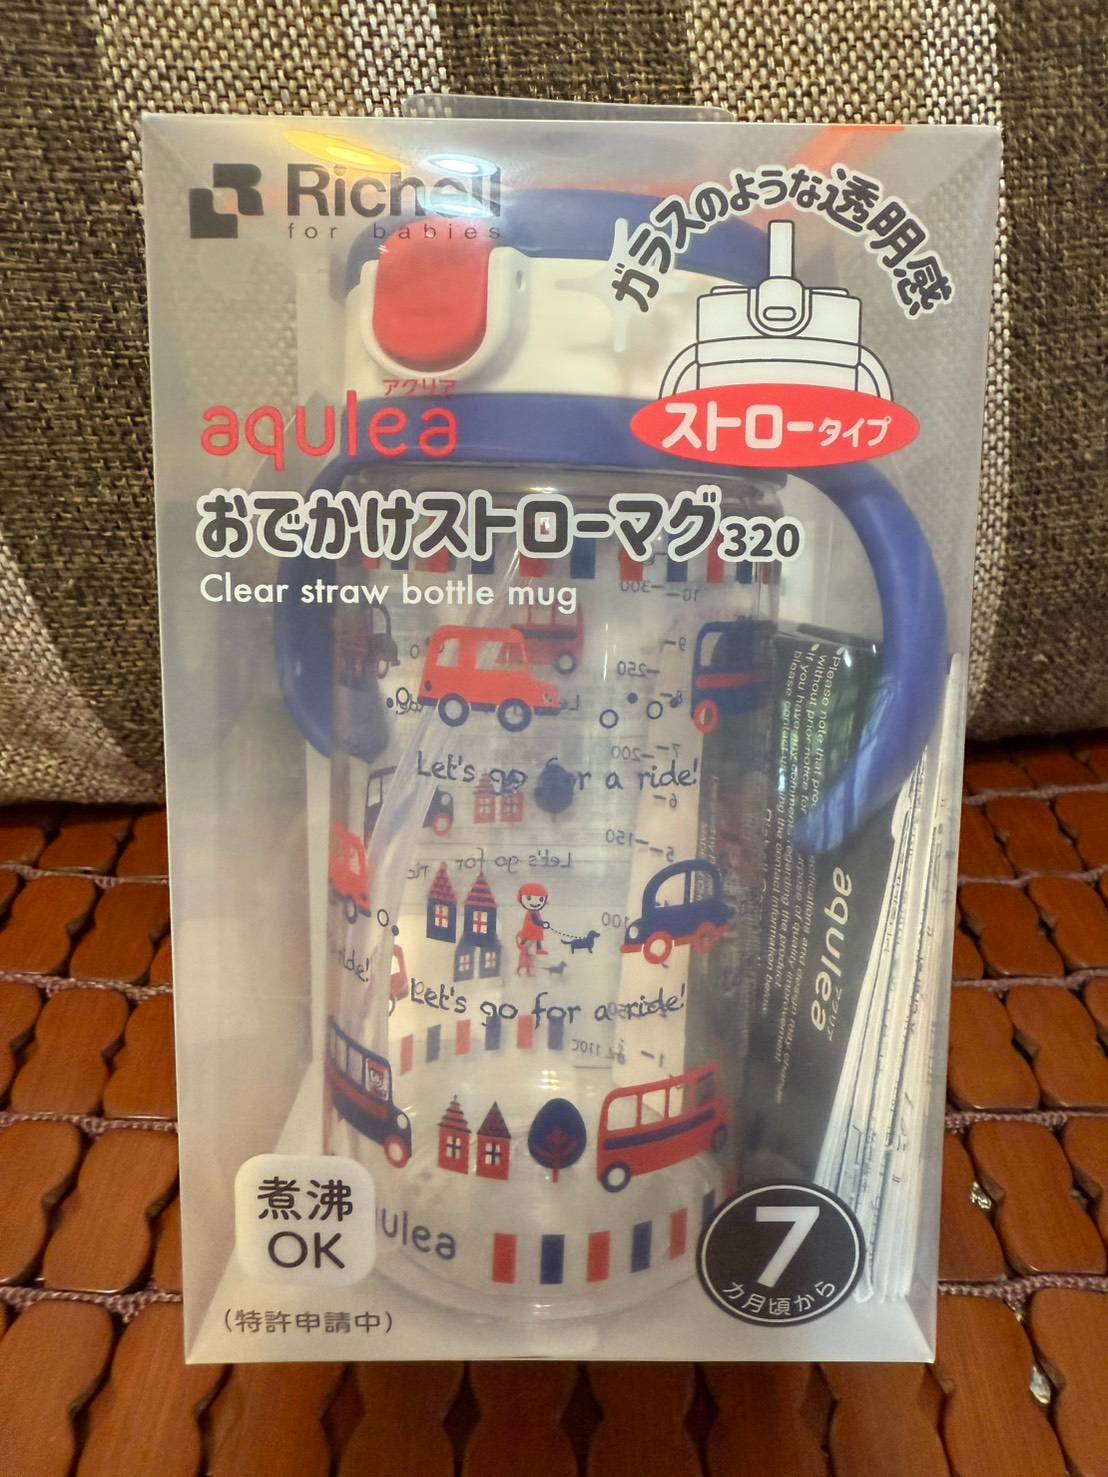 Richell
for babies
ガラスのような透明感
ストロータイプ
アクリア
aqulea
おでかけストローマグ320
Clear straw bottle mug
Let's go for a ride!
Let's go for a ride!
aqulea
煮沸
OK
7
カ月頃から
(特許申請中)